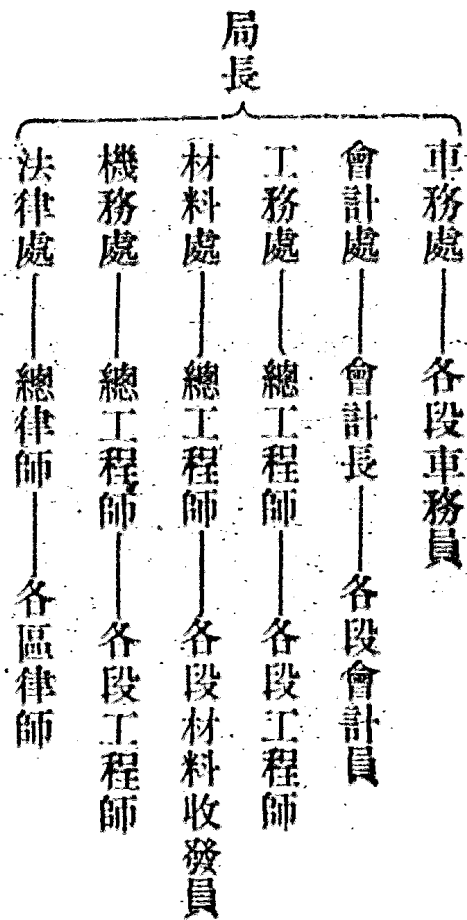 局長
車務處——各段車務員
會計處——會計長——各段會計員
工務處——總工程師——各段工程師
材料處——總工程師——各段材料收發員
機務處——總工程師——各段工程師
法律處——總律師——各區律師